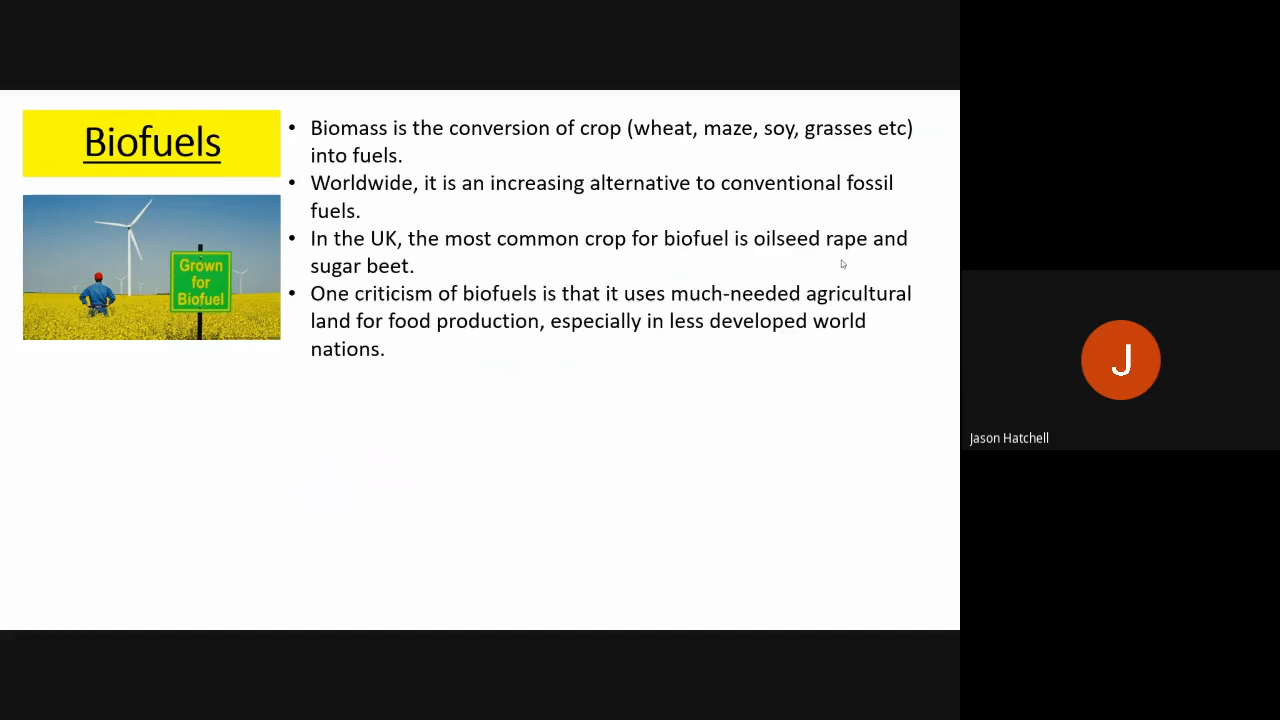 Biofuels
Grown
for
Biofuel
• Biomass is the conversion of crop (wheat, maze, soy, grasses etc)
into fuels.
• Worldwide, it is an increasing alternative to conventional fossil
fuels.
• In the UK, the most common crop for biofuel is oilseed rape and
sugar beet.
• One criticism of biofuels is that it uses much-needed agricultural
land for food production, especially in less developed world
nations.
J
Jason Hatchell